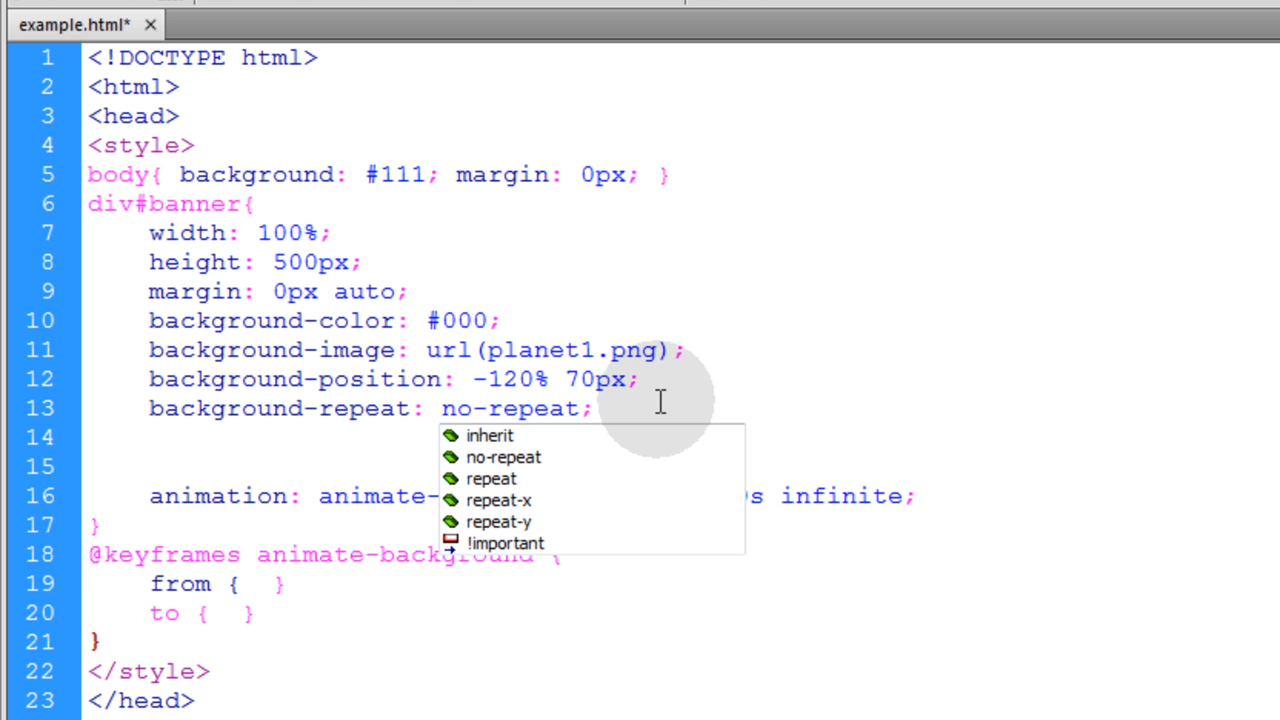 example.html*
1 <!DOCTYPE html>
2 <html>
3 <head>
4 <style>
5 body{ background: #111; margin: 0px; }
6 div#banner{
7 width: 100%;
8 height: 500px;
9 margin: 0px auto;
10 background-color: #000;
11 background-image: url(planet1.png);
12 background-position: -120% 70px;
13 background-repeat: no-repeat;
14
15
16 animation: animate- s infinite;
17 }
18 @keyframes animate-background {
19 from { }
20 to { }
21 }
22 </style>
23 </head>
inherit
no-repeat
repeat
repeat-x
repeat-y
!important